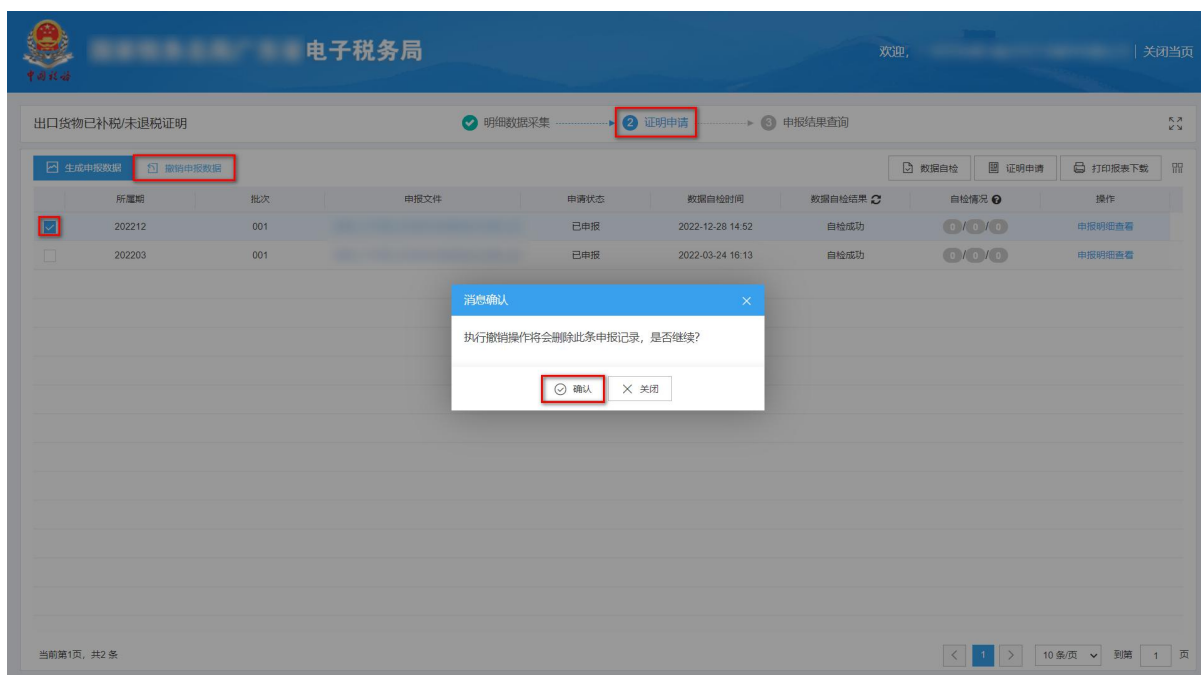 中国税务
电子税务局
欢迎,
| 关闭当页
出口货物已补税/未退税证明
明细数据采集
2 证明申请
3 申报结果查询
生成申报数据
撤销申报数据
数据自检
证明申请
打印报表下载
所属期 批次 申报文件 申请状态 数据自检时间 数据自检结果 自检情况 操作
202212 001 已申报 2022-12-28 14:52 自检成功 0 / 0 / 0 申报明细查看
202203 001 已申报 2022-03-24 16:13 自检成功 0 / 0 / 0 申报明细查看
消息确认
执行撤销操作将会删除此条申报记录，是否继续？
确认
关闭
当前第1页，共2 条
1
10 条/页
到第 1 页